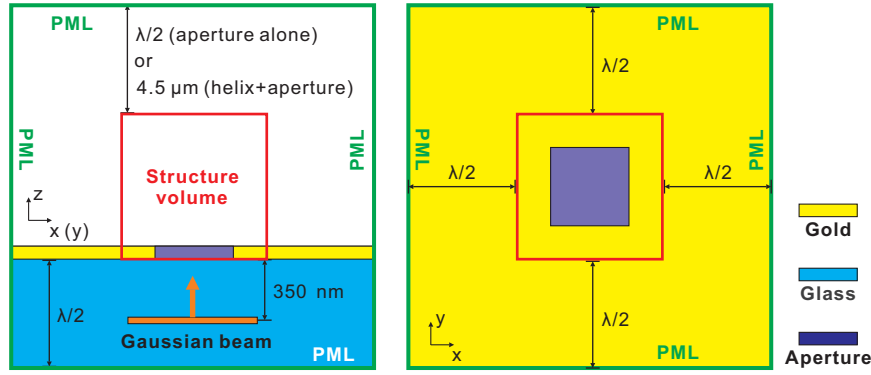 PML
λ/2 (aperture alone)
or
4.5 µm (helix+aperture)
PML
PML
Structure
volume
z
x (y)
λ/2
350 nm
Gaussian beam
PML
PML
λ/2
PML
PML
λ/2
λ/2
λ/2
y
x
PML
Gold
Glass
Aperture